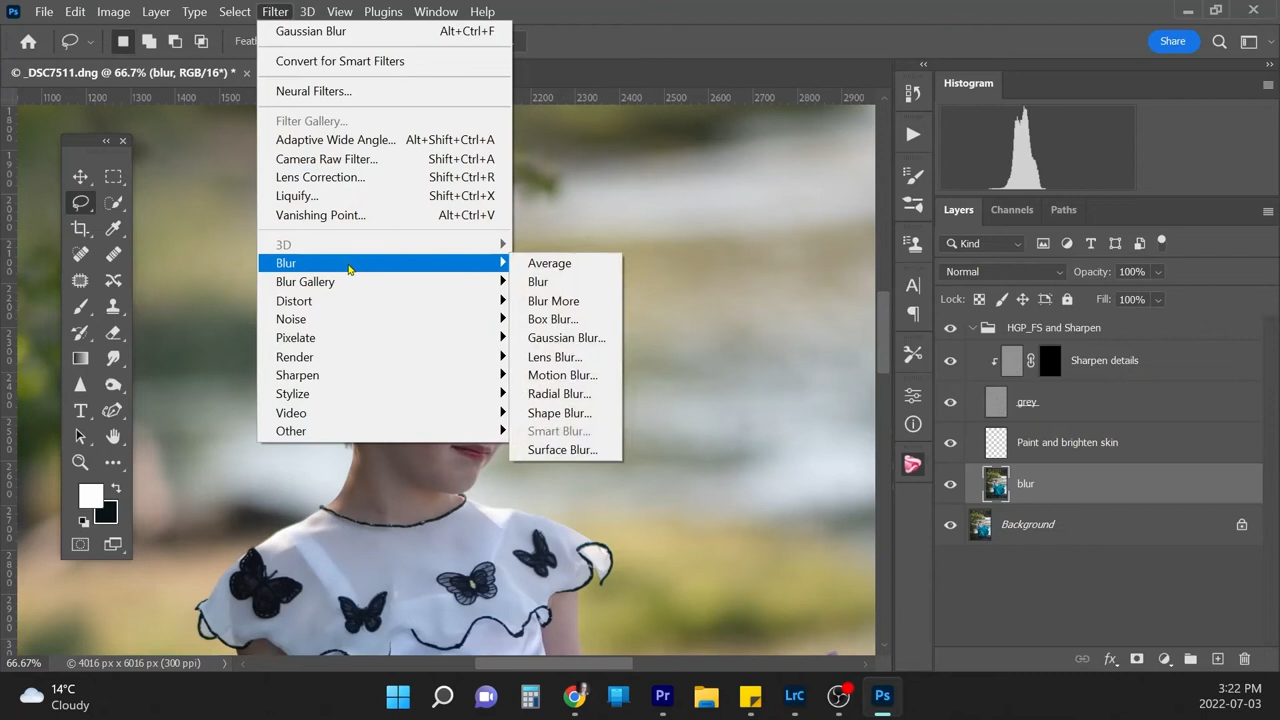 Ps File Edit Image Layer Type Select Filter 3D View Plugins Window Help
Share
© _DSC7511.dng @ 66.7% (blur, RGB/16*) *
1100 1200 1300 1400 1500 2200 2300 2400 2500 2600 2700 2800 2900
Gaussian Blur Alt+Ctrl+F
Convert for Smart Filters
Neural Filters...
Filter Gallery...
Adaptive Wide Angle... Alt+Shift+Ctrl+A
Camera Raw Filter... Shift+Ctrl+A
Lens Correction... Shift+Ctrl+R
Liquify... Shift+Ctrl+X
Vanishing Point... Alt+Ctrl+V
3D
Blur
Blur Gallery
Distort
Noise
Pixelate
Render
Sharpen
Stylize
Video
Other
Average
Blur
Blur More
Box Blur...
Gaussian Blur...
Lens Blur...
Motion Blur...
Radial Blur...
Shape Blur...
Smart Blur...
Surface Blur...
Histogram
Layers Channels Paths
Kind
Normal Opacity: 100%
Lock: Fill: 100%
HGP_FS and Sharpen
Sharpen details
grey
Paint and brighten skin
blur
Background
66.67% © 4016 px x 6016 px (300 ppi)
14°C
Cloudy
Pr LrC Ps
3:22 PM
2022-07-03